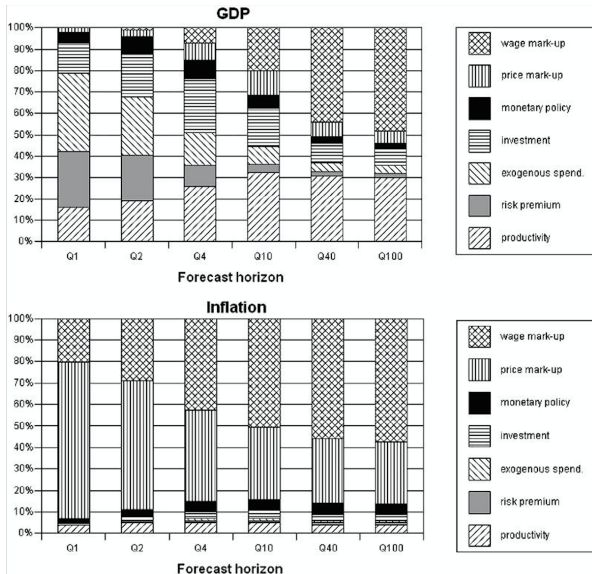 GDP
100%
90%
80%
70%
60%
50%
40%
30%
20%
10%
0%
Q1 Q2 Q4 Q10 Q40 Q100
Forecast horizon
wage mark-up
price mark-up
monetary policy
investment
exogenous spend.
risk premium
productivity
Inflation
100%
90%
80%
70%
60%
50%
40%
30%
20%
10%
0%
Q1 Q2 Q4 Q10 Q40 Q100
Forecast horizon
wage mark-up
price mark-up
monetary policy
investment
exogenous spend.
risk premium
productivity